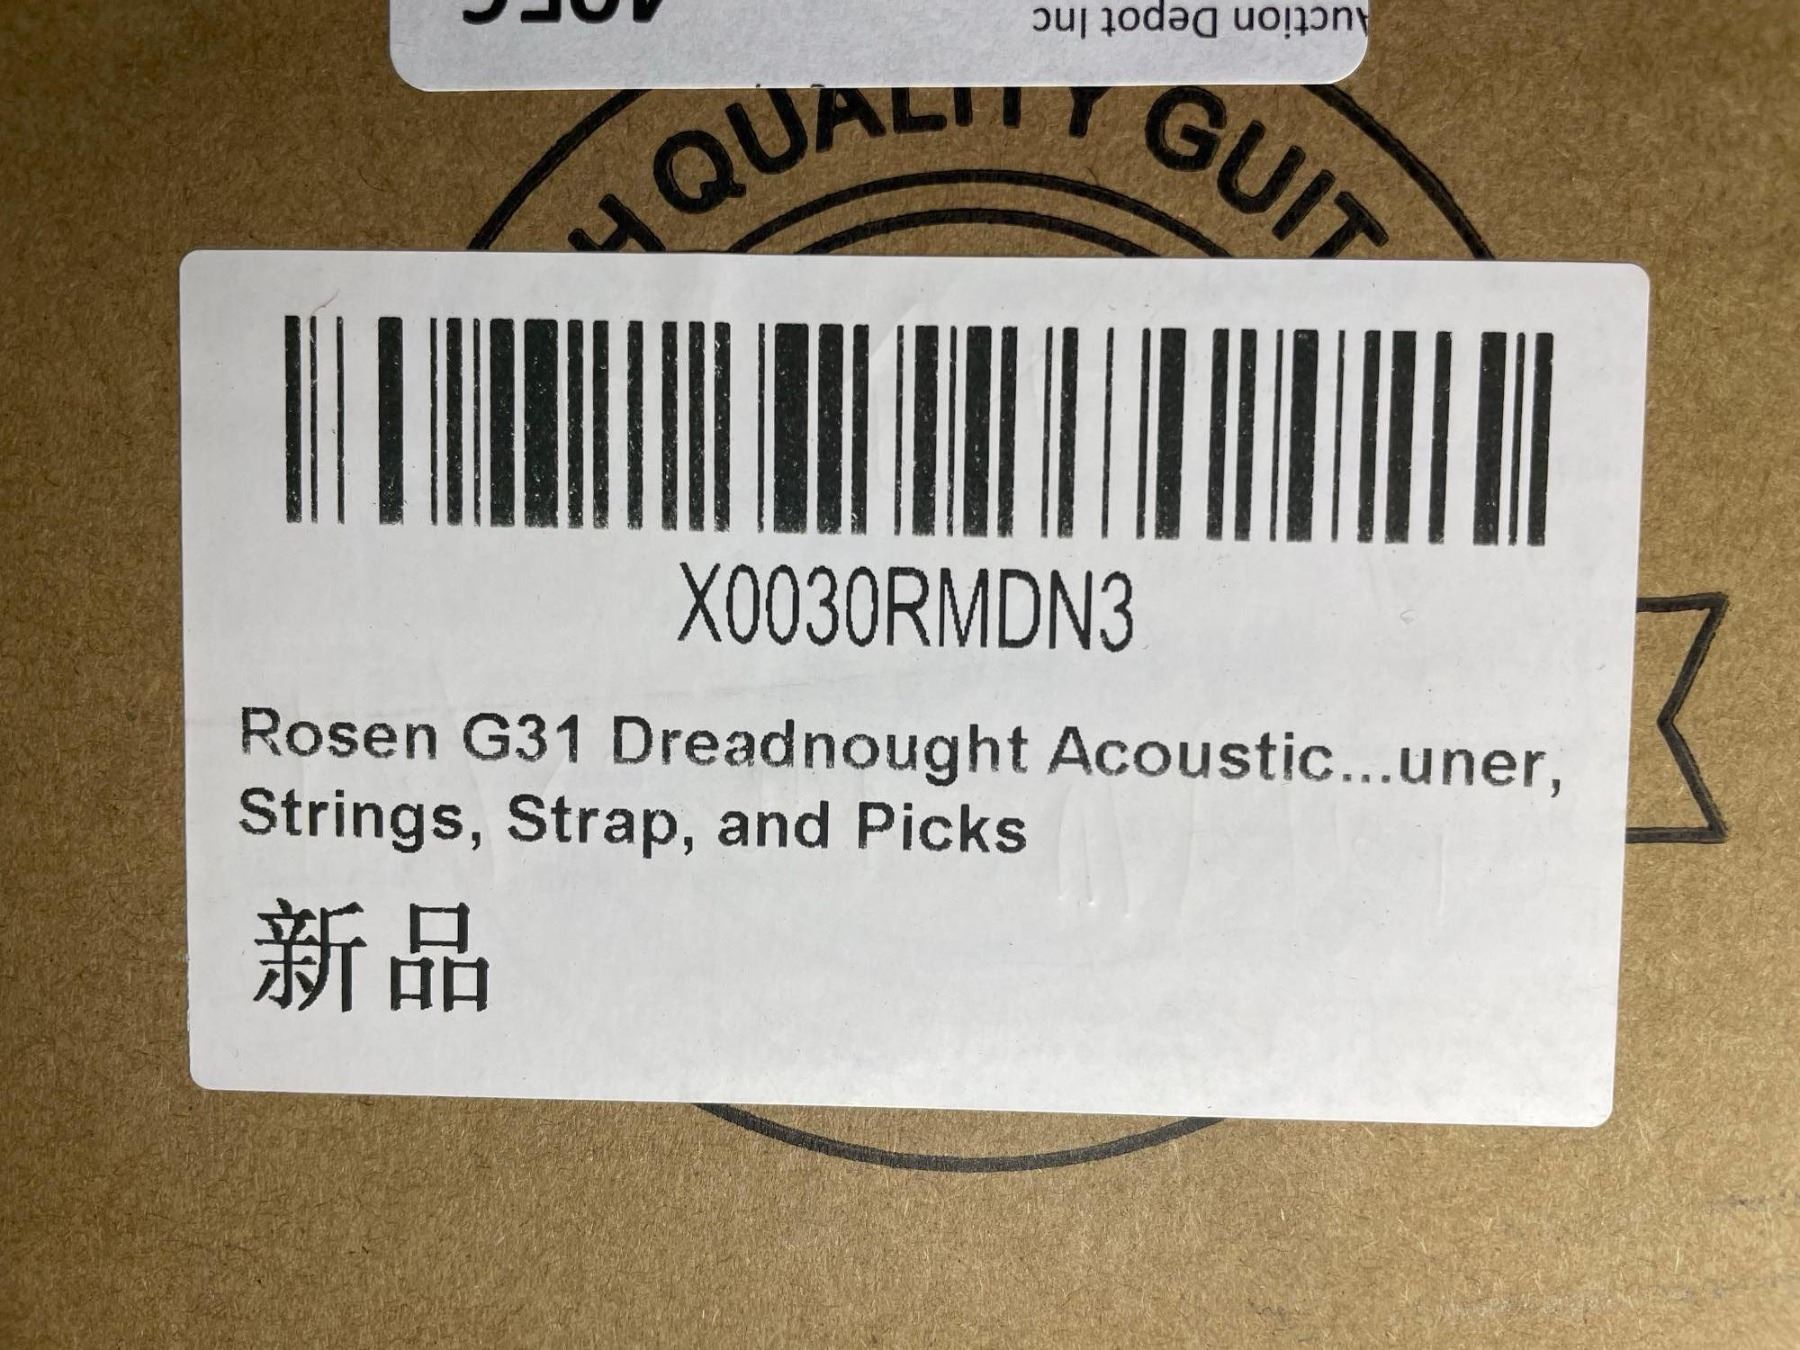 Auction Depot Inc
QUALITY GUIT
X0030RMDN3
Rosen G31 Dreadnought Acoustic...uner,
Strings, Strap, and Picks
新品